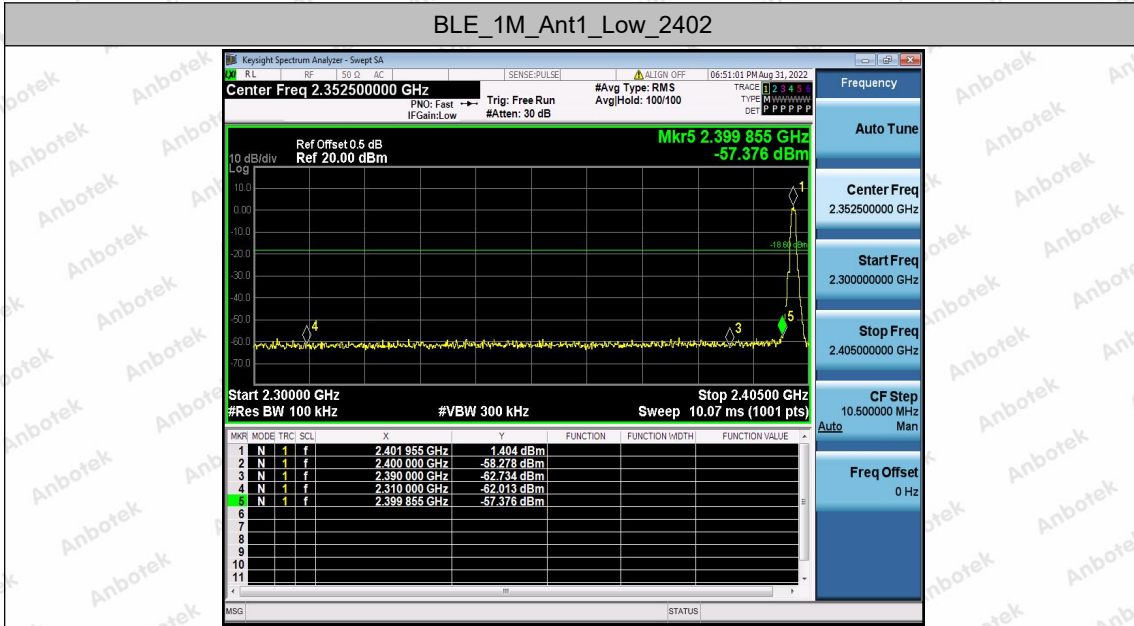 BLE_1M_Ant1_Low_2402
Keysight Spectrum Analyzer - Swept SA
RL RF 50 Ω AC SENSE:PULSE ALIGN OFF 06:51:01 PM Aug 31, 2022
Center Freq 2.352500000 GHz
PNO: Fast
IFGain:Low
Trig: Free Run
#Atten: 30 dB
#Avg Type: RMS
Avg|Hold: 100/100
TRACE 1 2 3 4 5 6
TYPE M WWWWW
DET P P P P P P
Frequency
Auto Tune
Center Freq
2.352500000 GHz
Start Freq
2.300000000 GHz
Stop Freq
2.405000000 GHz
CF Step
10.500000 MHz
Auto Man
Freq Offset
0 Hz
Mkr5 2.399 855 GHz
-57.376 dBm
Ref Offset 0.5 dB
10 dB/div Ref 20.00 dBm
Log
10.0
0.00
-10.0
-20.0
-30.0
-40.0
-50.0
-60.0
-70.0
1
-18.60 dBm
4
3
5
Start 2.30000 GHz Stop 2.40500 GHz
#Res BW 100 kHz #VBW 300 kHz Sweep 10.07 ms (1001 pts)
MKR MODE TRC SCL X Y FUNCTION FUNCTION WIDTH FUNCTION VALUE
1 N 1 f 2.401 955 GHz 1.404 dBm
2 N 1 f 2.400 000 GHz -58.278 dBm
3 N 1 f 2.390 000 GHz -62.734 dBm
4 N 1 f 2.310 000 GHz -62.013 dBm
5 N 1 f 2.399 855 GHz -57.376 dBm
6
7
8
9
10
11
MSG STATUS
Anbotek